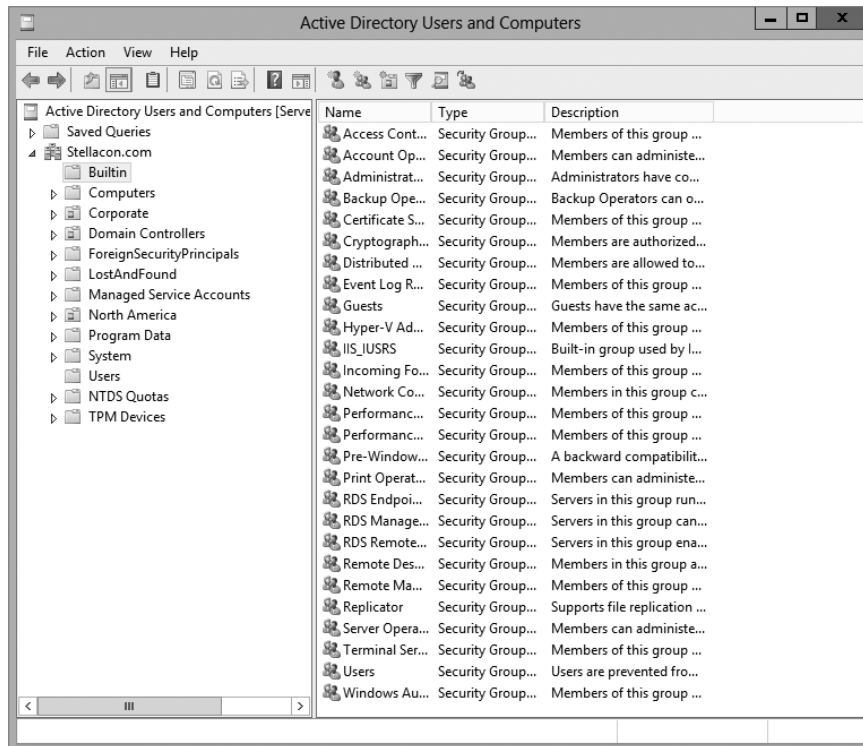 Active Directory Users and Computers
File Action View Help
Active Directory Users and Computers [Serve
Saved Queries
Stellacon.com
Builtin
Computers
Corporate
Domain Controllers
ForeignSecurityPrincipals
LostAndFound
Managed Service Accounts
North America
Program Data
System
Users
NTDS Quotas
TPM Devices
Name Type Description
Access Cont... Security Group... Members of this group ...
Account Op... Security Group... Members can administe...
Administrat... Security Group... Administrators have co...
Backup Ope... Security Group... Backup Operators can o...
Certificate S... Security Group... Members of this group ...
Cryptograph... Security Group... Members are authorized...
Distributed ... Security Group... Members are allowed to...
Event Log R... Security Group... Members of this group ...
Guests Security Group... Guests have the same ac...
Hyper-V Ad... Security Group... Members of this group ...
IIS_IUSRS Security Group... Built-in group used by I...
Incoming Fo... Security Group... Members of this group ...
Network Co... Security Group... Members in this group c...
Performanc... Security Group... Members of this group ...
Performanc... Security Group... Members of this group ...
Pre-Window... Security Group... A backward compatibilit...
Print Operat... Security Group... Members can administe...
RDS Endpoi... Security Group... Servers in this group run...
RDS Manage... Security Group... Servers in this group can...
RDS Remote... Security Group... Servers in this group ena...
Remote Des... Security Group... Members in this group a...
Remote Ma... Security Group... Members of this group ...
Replicator Security Group... Supports file replication ...
Server Opera... Security Group... Members can administe...
Terminal Ser... Security Group... Members of this group ...
Users Security Group... Users are prevented fro...
Windows Au... Security Group... Members of this group ...